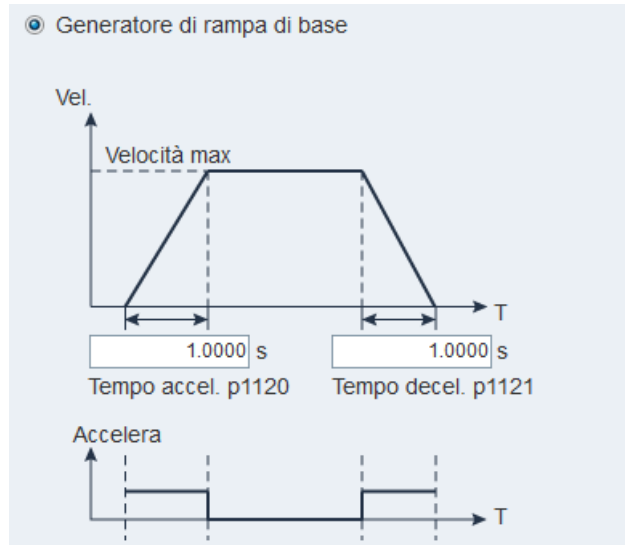 Generatore di rampa di base
Vel.
Velocità max
T
1.0000 s 1.0000 s
Tempo accel. p1120 Tempo decel. p1121
Accelera
T